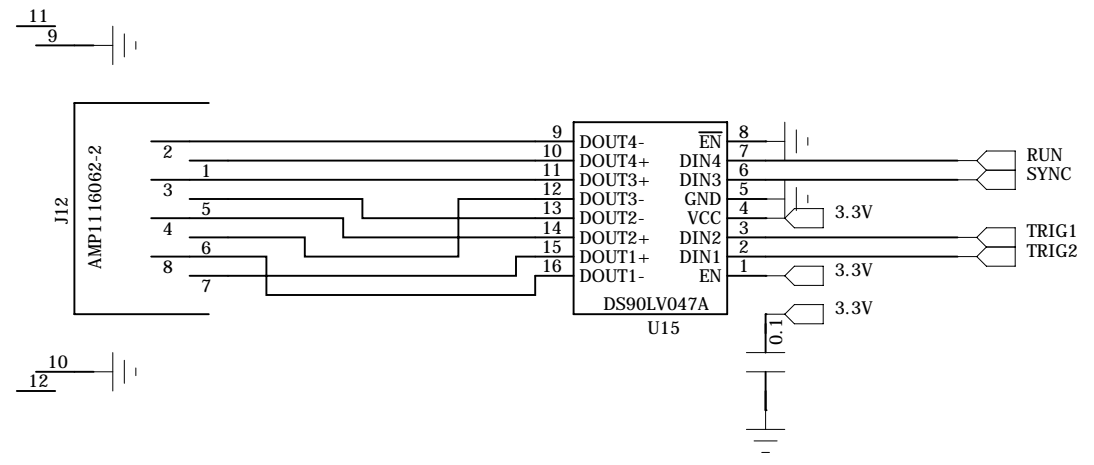 11
9
J12
AMP1116062-2
2
1
3
5
4
6
8
7
9 DOUT4- EN 8
10 DOUT4+ DIN4 7 RUN
11 DOUT3+ DIN3 6 SYNC
12 DOUT3- GND 5
13 DOUT2- VCC 4 3.3V
14 DOUT2+ DIN2 3 TRIG1
15 DOUT1+ DIN1 2 TRIG2
16 DOUT1- EN 1 3.3V
DS90LV047A
U15
3.3V
0.1
10
12